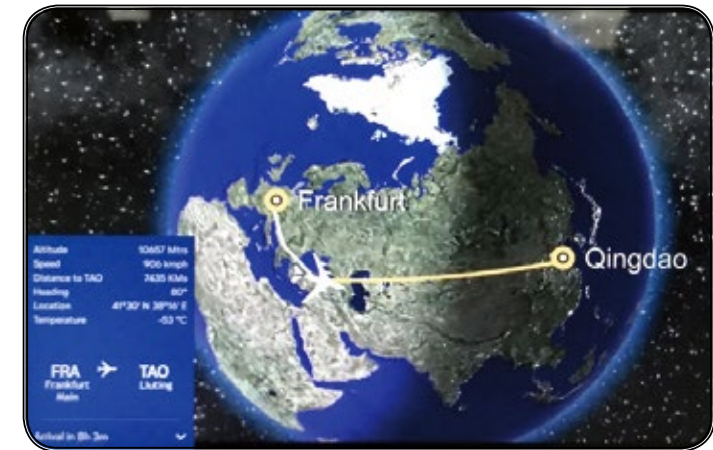 Frankfurt
Qingdao
Altitude 10657 Mtrs
Speed 906 kmph
Distance to TAO 7435 KMs
Heading 80°
Location 41°30' N 38°16' E
Temperature -53 °C
FRA TAO
Frankfurt Liuting
Main
Arrival in 8h 3m